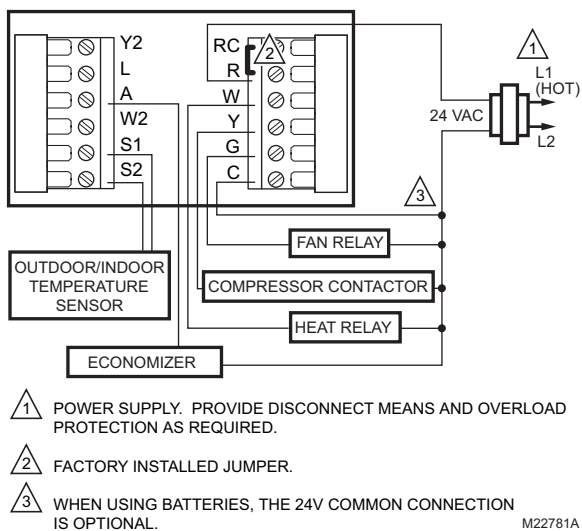 Y2
L
A
W2
S1
S2
RC
R
W
Y
G
C
2
1
L1
(HOT)
24 VAC
L2
3
FAN RELAY
OUTDOOR/INDOOR
TEMPERATURE
SENSOR
COMPRESSOR CONTACTOR
HEAT RELAY
ECONOMIZER
1 POWER SUPPLY. PROVIDE DISCONNECT MEANS AND OVERLOAD
PROTECTION AS REQUIRED.
2 FACTORY INSTALLED JUMPER.
3 WHEN USING BATTERIES, THE 24V COMMON CONNECTION
IS OPTIONAL.
M22781A